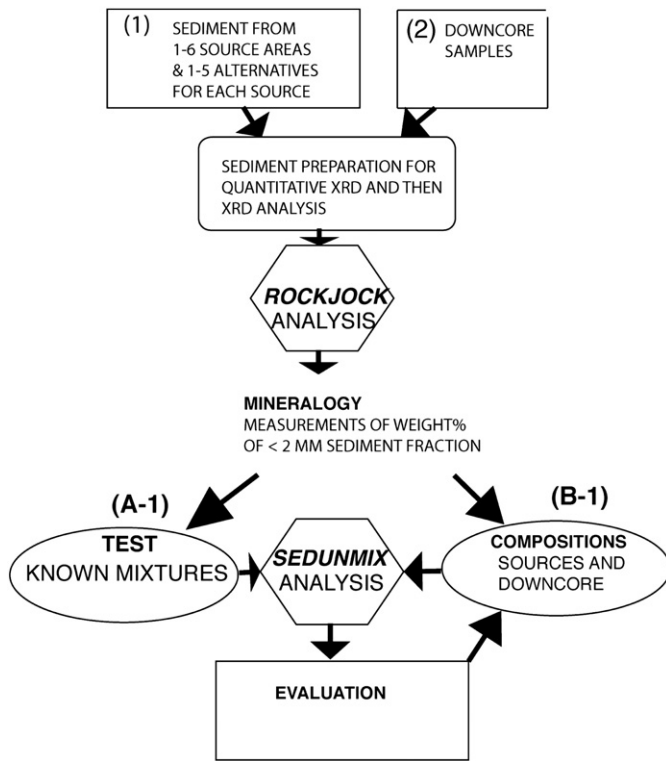 (1) SEDIMENT FROM
1-6 SOURCE AREAS
& 1-5 ALTERNATIVES
FOR EACH SOURCE
(2) DOWNCORE
SAMPLES
SEDIMENT PREPARATION FOR
QUANTITATIVE XRD AND THEN
XRD ANALYSIS
ROCKJOCK
ANALYSIS
MINERALOGY
MEASUREMENTS OF WEIGHT%
OF < 2 MM SEDIMENT FRACTION
(A-1)
TEST
KNOWN MIXTURES
SEDUNMIX
ANALYSIS
(B-1)
COMPOSITIONS
SOURCES AND
DOWNCORE
EVALUATION